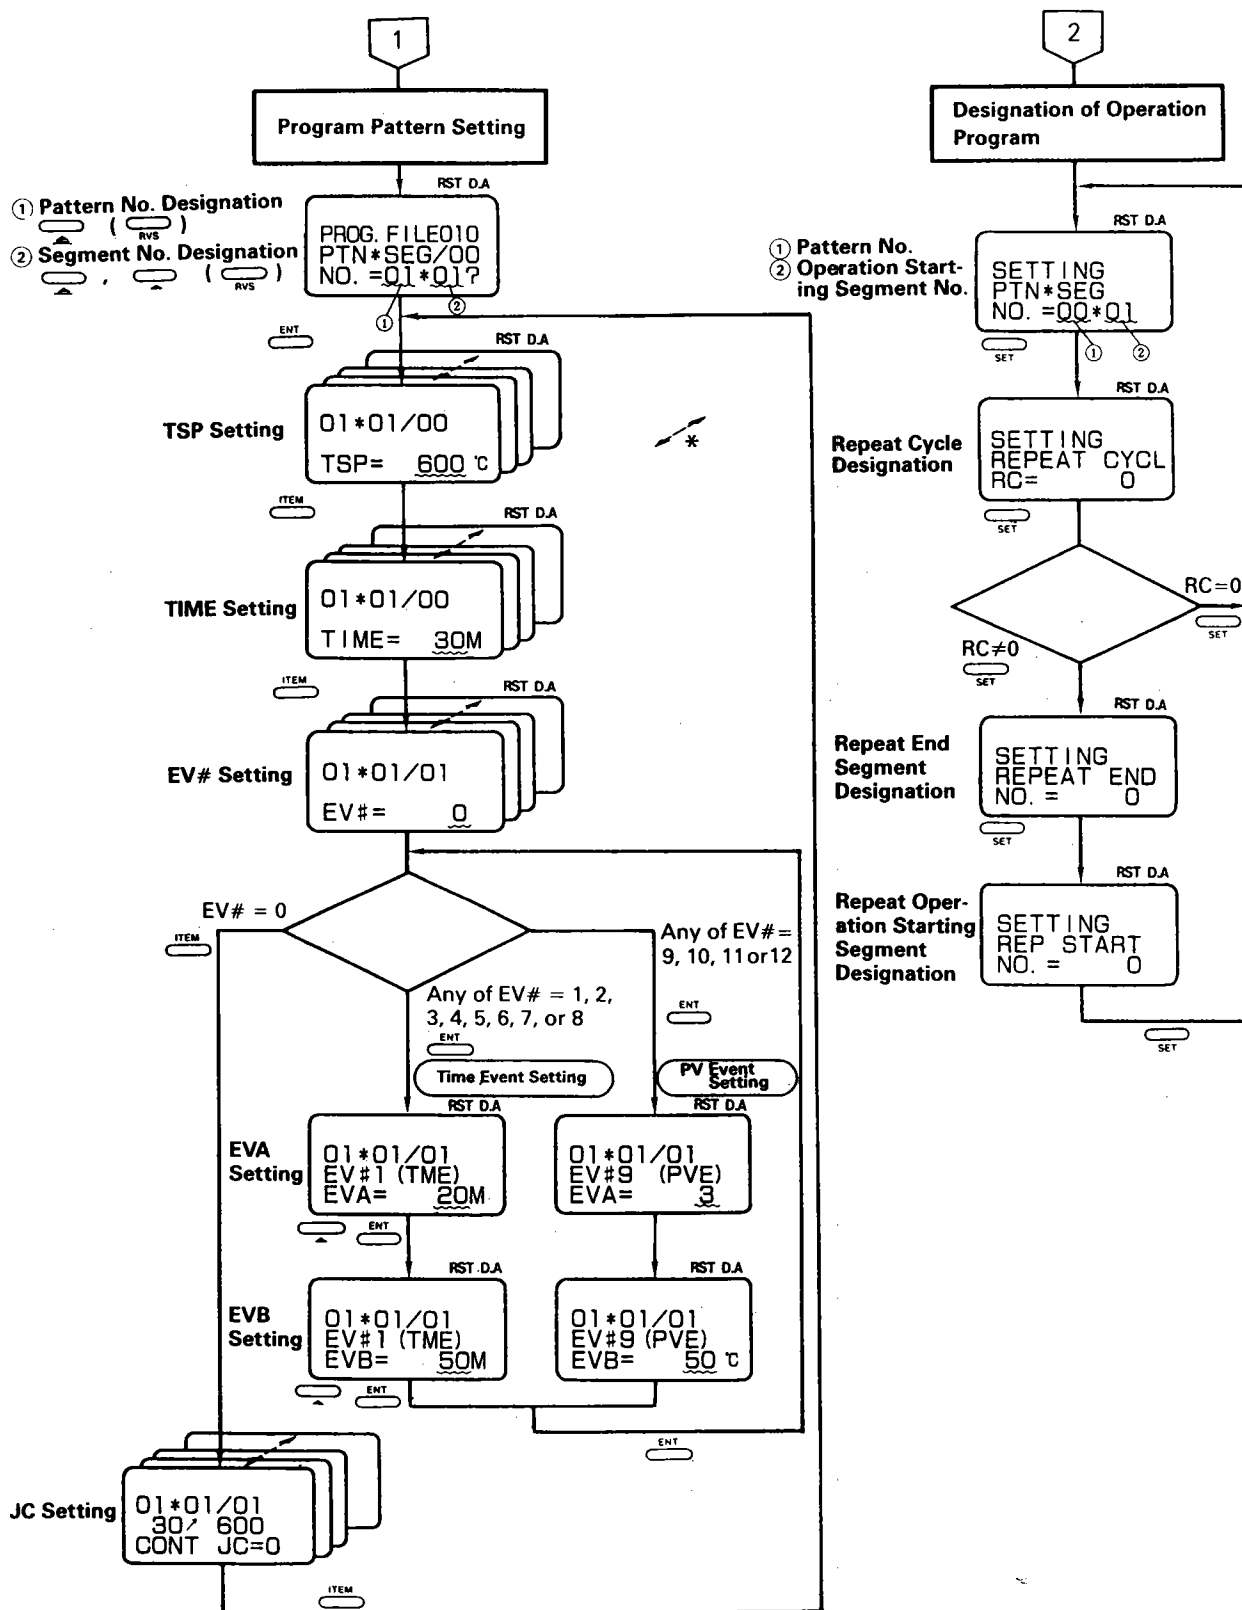 1
Program Pattern Setting
RST D.A
① Pattern No. Designation
( RVS )
② Segment No. Designation
, ( RVS )
PROG. FILE010
PTN*SEG/00
NO. =01*01?
① ②
ENT
RST D.A
TSP Setting
01*01/00
TSP= 600 °C
*
ITEM
RST D.A
TIME Setting
01*01/00
TIME= 30M
ITEM
RST D.A
EV# Setting
01*01/01
EV#= 0
EV# = 0
ITEM
Any of EV# =
9, 10, 11 or 12
ENT
Any of EV# = 1, 2,
3, 4, 5, 6, 7, or 8
ENT
Time Event Setting
PV Event
Setting
RST D.A
EVA
Setting
01*01/01
EV#1 (TME)
EVA= 20M
ENT
RST D.A
01*01/01
EV#9 (PVE)
EVA= 3
RST D.A
EVB
Setting
01*01/01
EV#1 (TME)
EVB= 50M
ENT
RST D.A
01*01/01
EV#9 (PVE)
EVB= 50 °C
ENT
JC Setting
01*01/01
30↗ 600
CONT JC=0
ITEM
2
Designation of Operation
Program
RST D.A
① Pattern No.
② Operation Start-
ing Segment No.
SETTING
PTN*SEG
NO. =00*01
① ②
SET
RST D.A
Repeat Cycle
Designation
SETTING
REPEAT CYCL
RC= 0
SET
RC=0
SET
RC≠0
SET
RST D.A
Repeat End
Segment
Designation
SETTING
REPEAT END
NO. = 0
SET
RST D.A
Repeat Oper-
ation Starting
Segment
Designation
SETTING
REP START
NO. = 0
SET